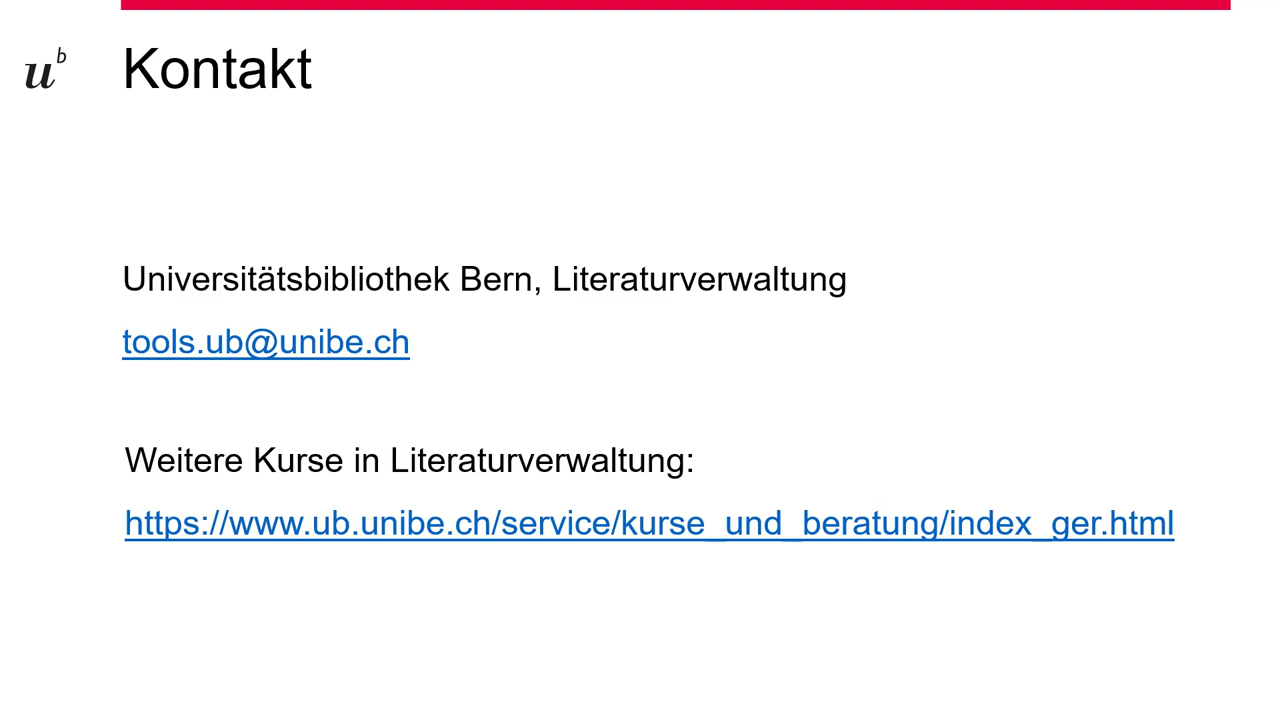 u^b
Kontakt
Universitätsbibliothek Bern, Literaturverwaltung
tools.ub@unibe.ch
Weitere Kurse in Literaturverwaltung:
https://www.ub.unibe.ch/service/kurse_und_beratung/index_ger.html